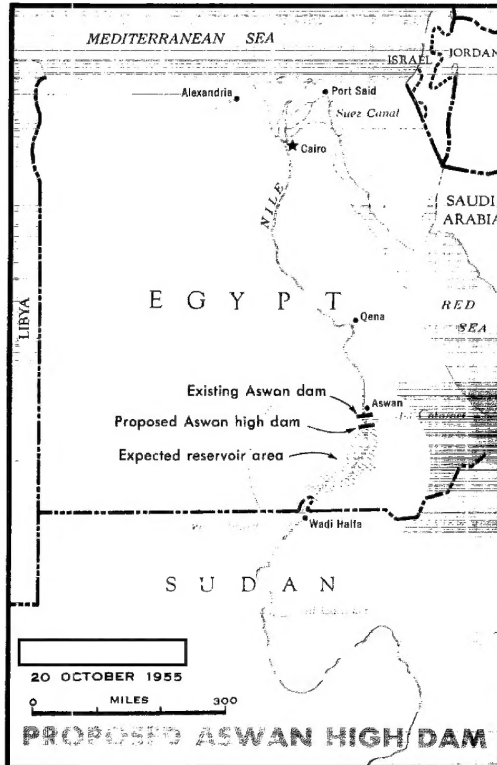 MEDITERRANEAN SEA
ISRAEL
JORDAN
Alexandria
Port Said
Suez Canal
Cairo
NILE
SAUDI
ARABIA
EGYPT
LIBYA
Qena
RED
SEA
Existing Aswan dam
Aswan
Proposed Aswan high dam
Expected reservoir area
Wadi Halfa
SUDAN
20 OCTOBER 1955
0 MILES 300
PROPOSED ASWAN HIGH DAM